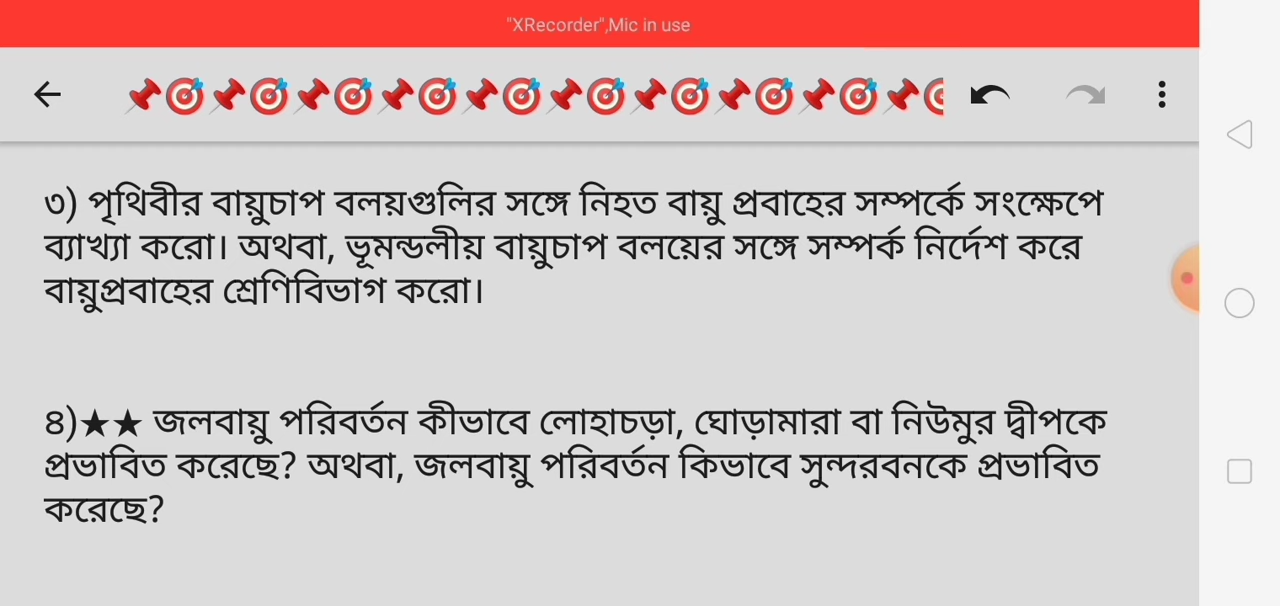 "XRecorder",Mic in use
৩) পৃথিবীর বায়ুচাপ বলয়গুলির সঙ্গে নিহত বায়ু প্রবাহের সম্পর্কে সংক্ষেপে
ব্যাখ্যা করো। অথবা, ভূমন্ডলীয় বায়ুচাপ বলয়ের সঙ্গে সম্পর্ক নির্দেশ করে
বায়ুপ্রবাহের শ্রেণিবিভাগ করো।
৪)★★ জলবায়ু পরিবর্তন কীভাবে লোহাচড়া, ঘোড়ামারা বা নিউমুর দ্বীপকে
প্রভাবিত করেছে? অথবা, জলবায়ু পরিবর্তন কিভাবে সুন্দরবনকে প্রভাবিত
করেছে?